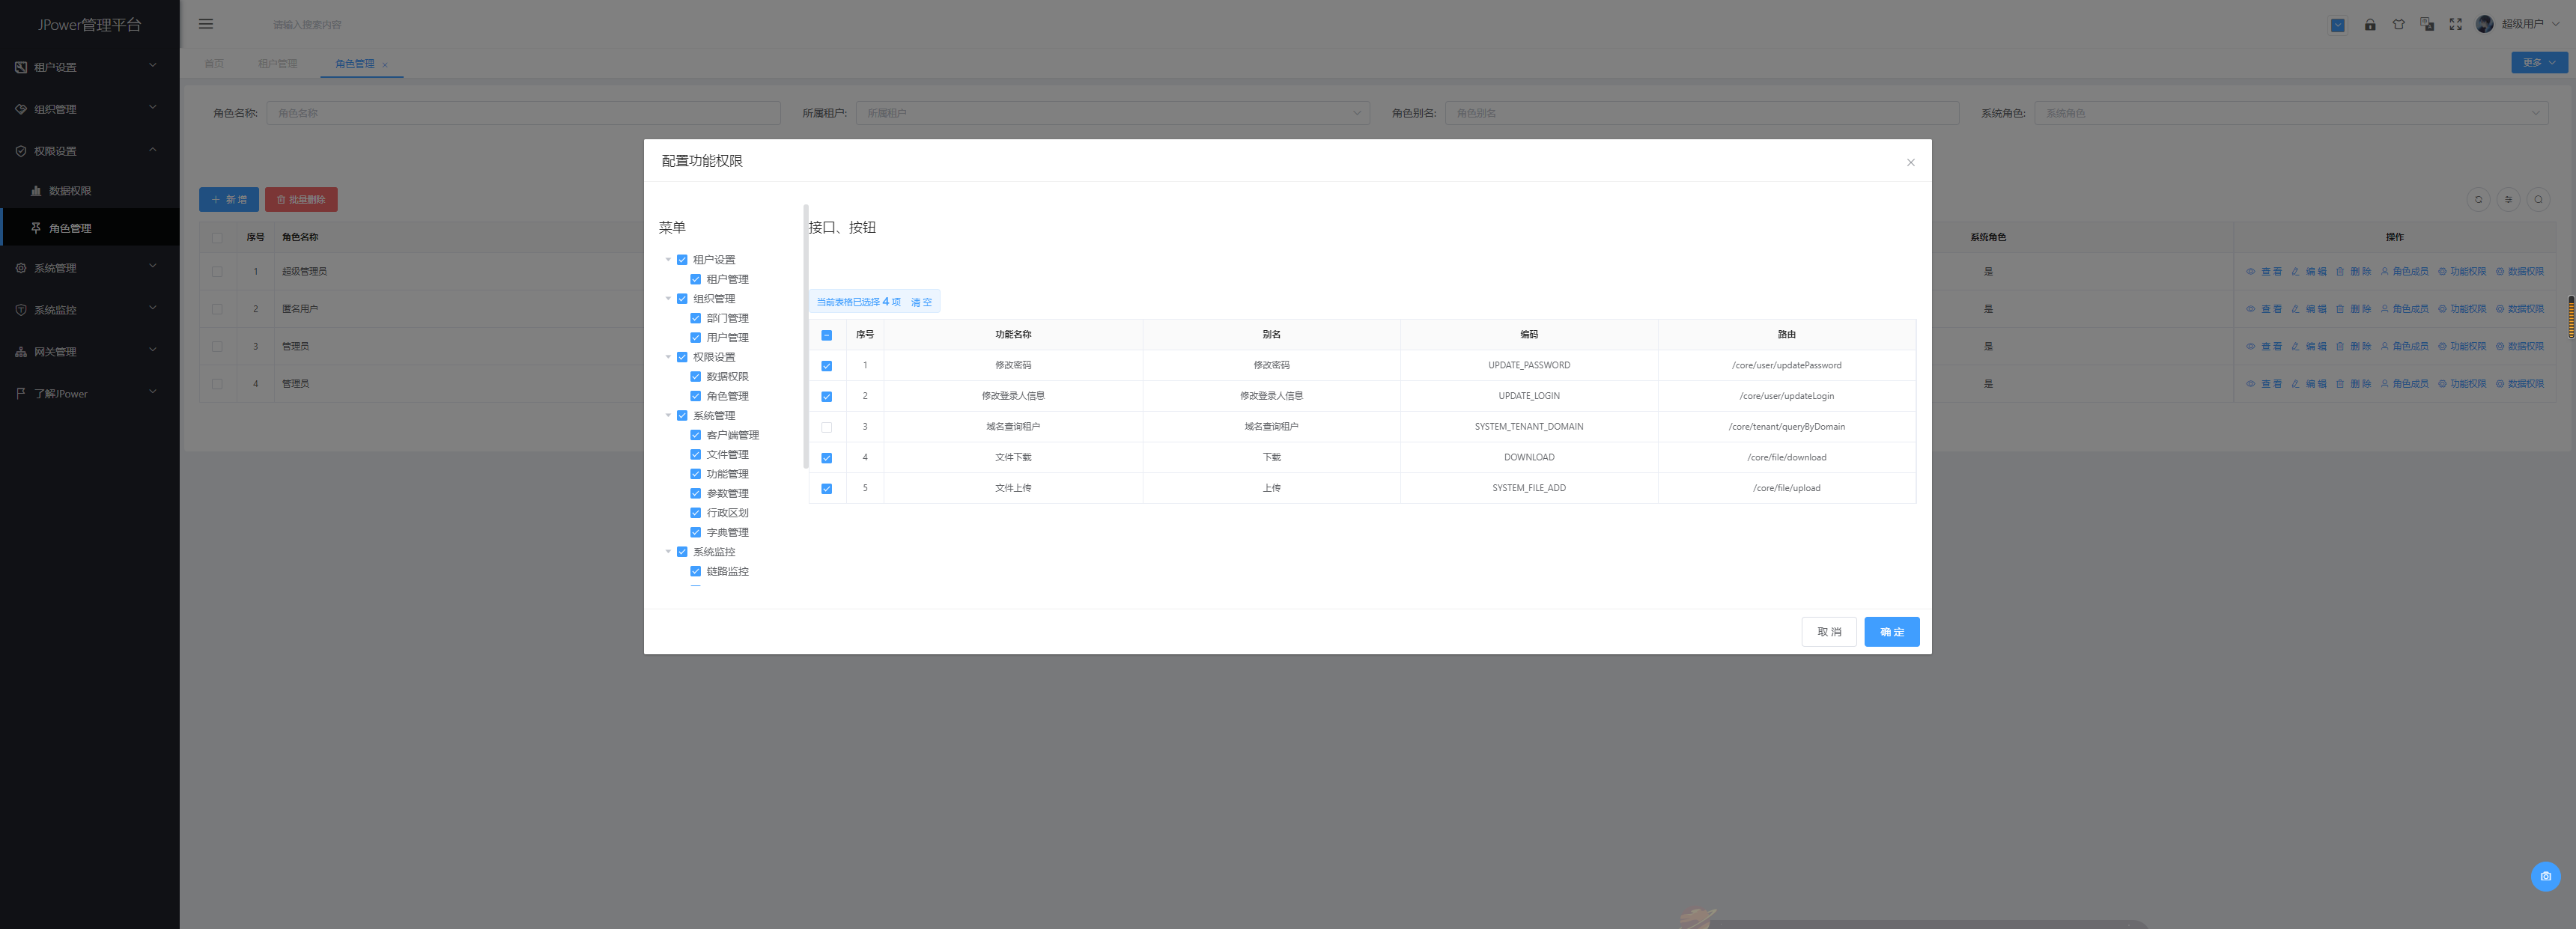 JPower管理平台
请输入搜索内容
超级用户
租户设置
组织管理
权限设置
数据权限
角色管理
系统管理
系统监控
网关管理
了解JPower
首页 租户管理 角色管理
更多
角色名称: 角色名称 所属租户: 所属租户 角色别名: 角色别名 系统角色: 系统角色
新 增 批量删除
序号 角色名称 系统角色 操作
1 超级管理员 是 查 看 编 辑 删 除 角色成员 功能权限 数据权限
2 匿名用户 是 查 看 编 辑 删 除 角色成员 功能权限 数据权限
3 管理员 是 查 看 编 辑 删 除 角色成员 功能权限 数据权限
4 管理员 是 查 看 编 辑 删 除 角色成员 功能权限 数据权限
配置功能权限
菜单
租户设置
租户管理
组织管理
部门管理
用户管理
权限设置
数据权限
角色管理
系统管理
客户端管理
文件管理
功能管理
参数管理
行政区划
字典管理
系统监控
链路监控
接口、按钮
当前表格已选择 4 项 清 空
序号 功能名称 别名 编码 路由
1 修改密码 修改密码 UPDATE_PASSWORD /core/user/updatePassword
2 修改登录人信息 修改登录人信息 UPDATE_LOGIN /core/user/updateLogin
3 域名查询租户 域名查询租户 SYSTEM_TENANT_DOMAIN /core/tenant/queryByDomain
4 文件下载 下载 DOWNLOAD /core/file/download
5 文件上传 上传 SYSTEM_FILE_ADD /core/file/upload
取 消 确 定